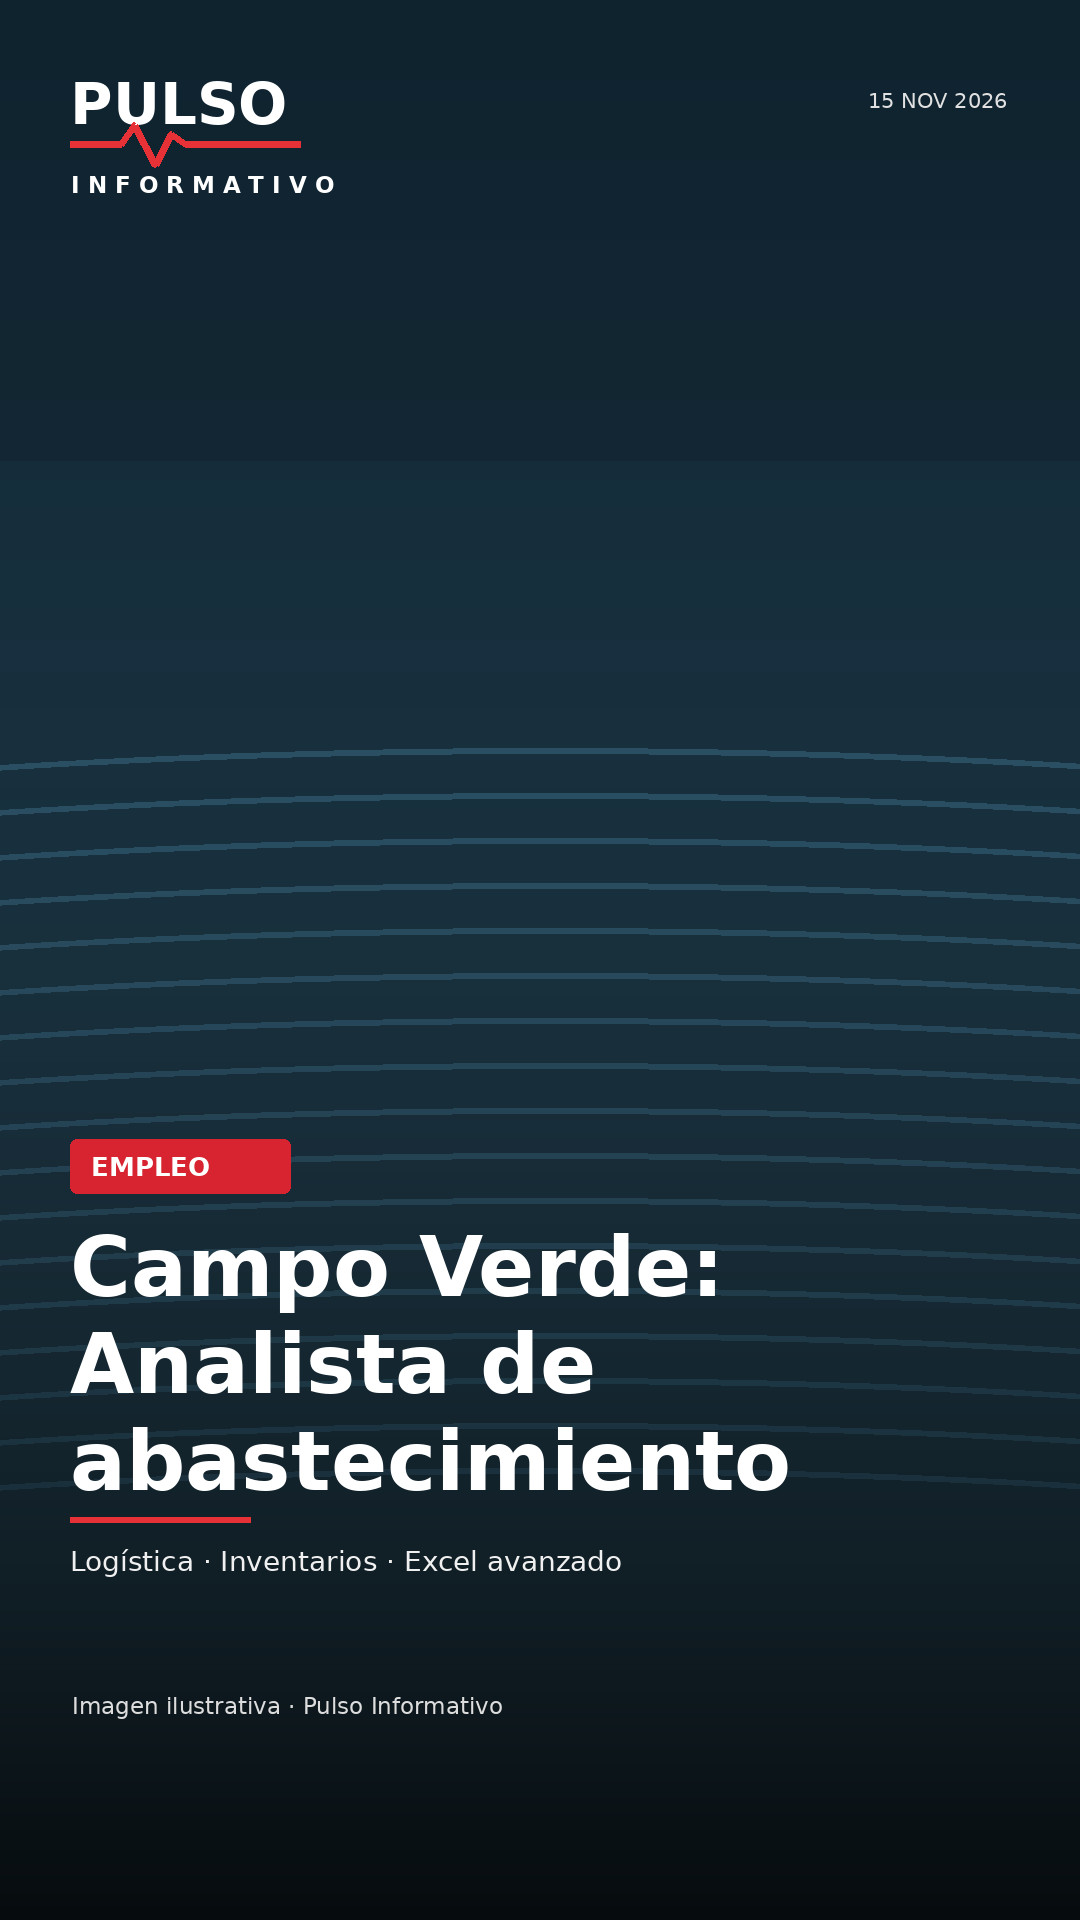 PULSO
INFORMATIVO
15 NOV 2026
EMPLEO
Campo Verde:
Analista de
abastecimiento
Logística · Inventarios · Excel avanzado
Imagen ilustrativa · Pulso Informativo